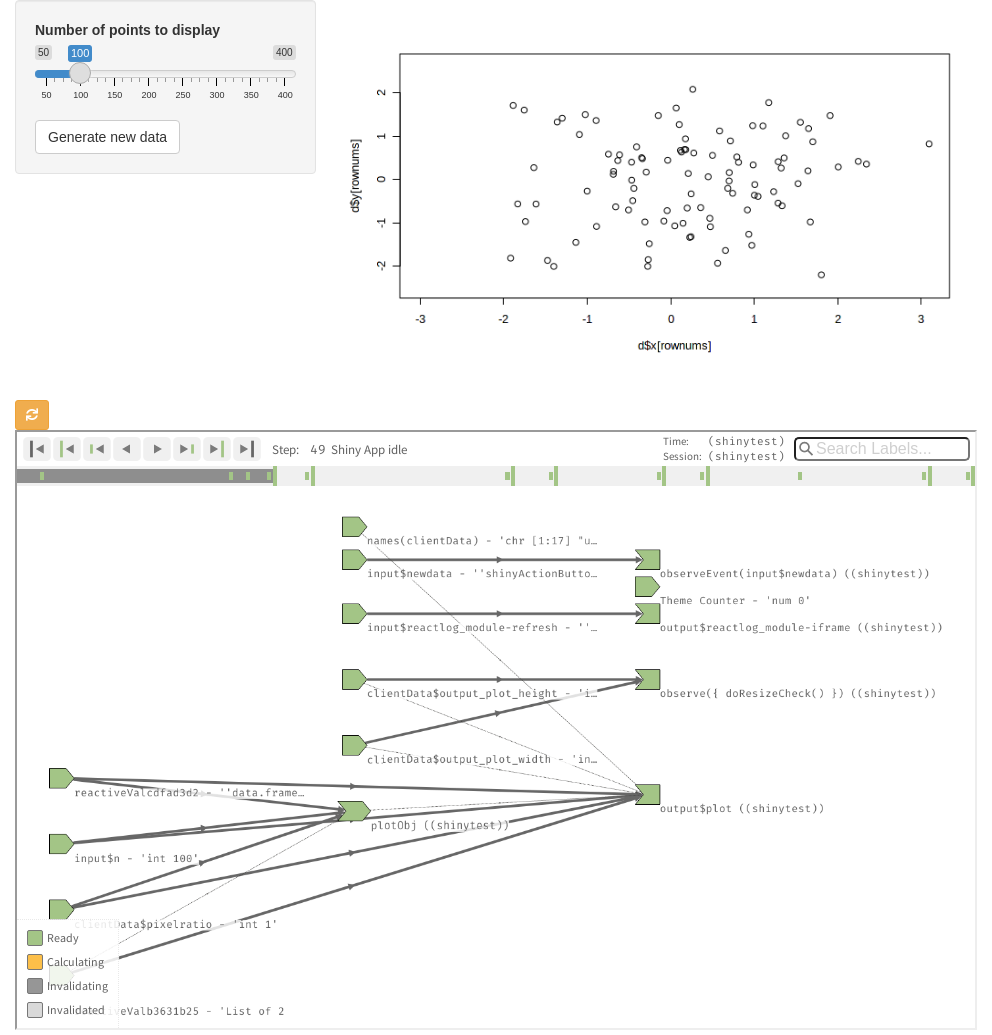 Number of points to display
50 100 400
50 100 150 200 250 300 350 400
Generate new data
d$y[rownums]
2
1
0
-1
-2
-3 -2 -1 0 1 2 3
d$x[rownums]
Step: 49 Shiny App idle
Time: (shinytest)
Session: (shinytest)
Search Labels...
names(clientData) - 'chr [1:17] "u…
input$newdata - ''shinyActionButto…
observeEvent(input$newdata) ((shinytest))
Theme Counter - 'num 0'
input$reactlog_module-refresh - ''…
output$reactlog_module-iframe ((shinytest))
clientData$output_plot_height - 'i…
observe({ doResizeCheck() }) ((shinytest))
clientData$output_plot_width - 'in…
reactiveValcdfad3d2 - ''data.frame…
output$plot ((shinytest))
plotObj ((shinytest))
input$n - 'int 100'
clientData$pixelratio - 'int 1'
Ready
Calculating
Invalidating
Invalidated
iveValb3631b25 - 'List of 2